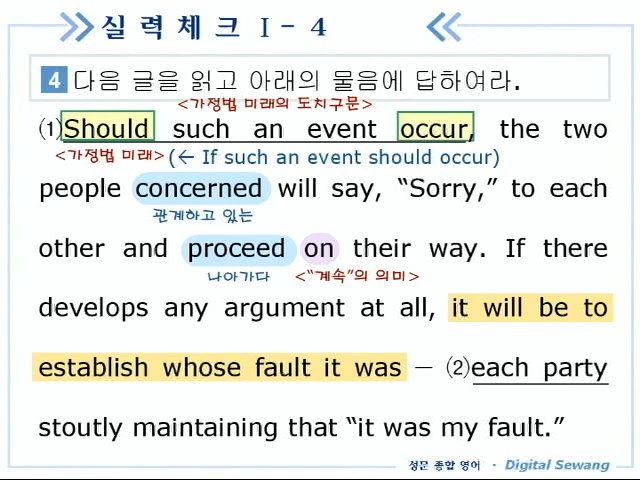 실력체크 I - 4
4 다음 글을 읽고 아래의 물음에 답하여라.
<가정법 미래의 도치구문>
⑴Should such an event occur, the two
<가정법 미래> (← If such an event should occur)
people concerned will say, “Sorry,” to each
관계하고 있는
other and proceed on their way. If there
나아가다 <“계속”의 의미>
develops any argument at all, it will be to
establish whose fault it was – ⑵each party
stoutly maintaining that “it was my fault.”
정문 종합 영어 · Digital Sewang